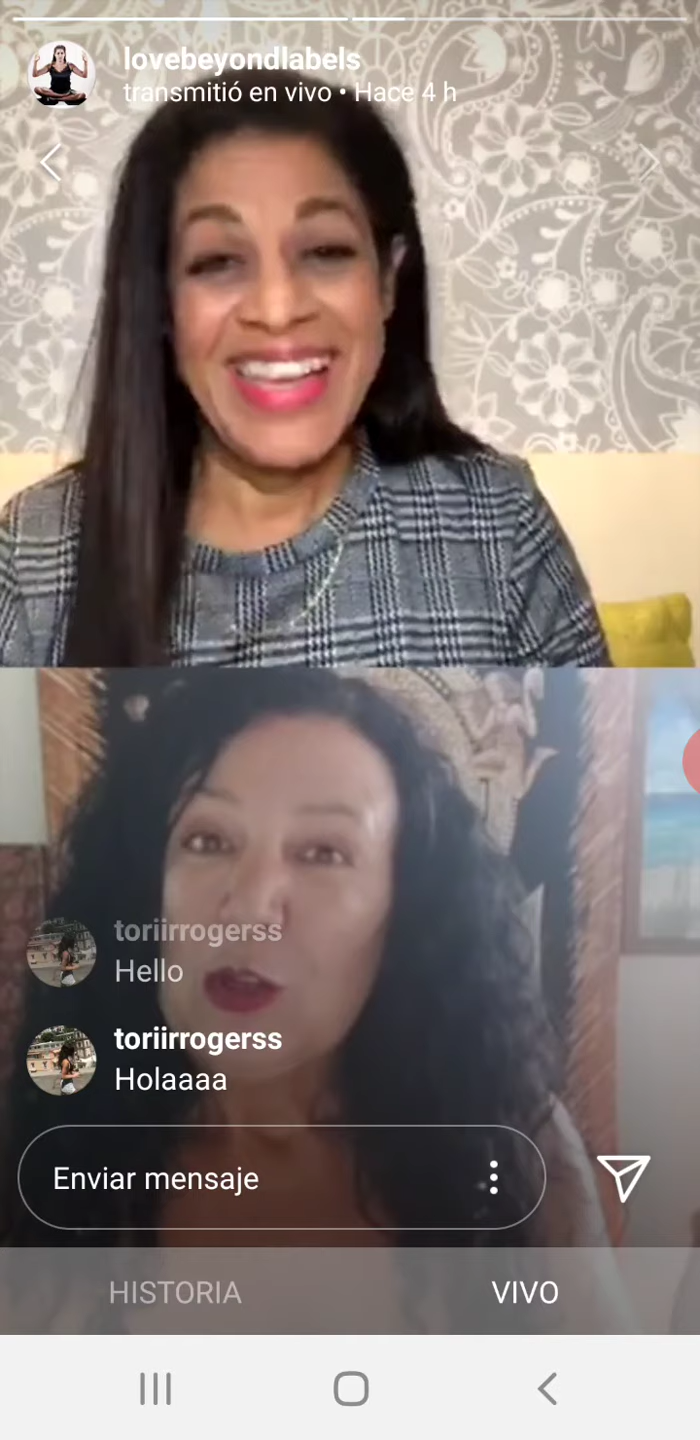 lovebeyondlabels
transmitió en vivo • Hace 4 h
toriirrogerss
Hello
toriirrogerss
Holaaaa
Enviar mensaje
HISTORIA
VIVO